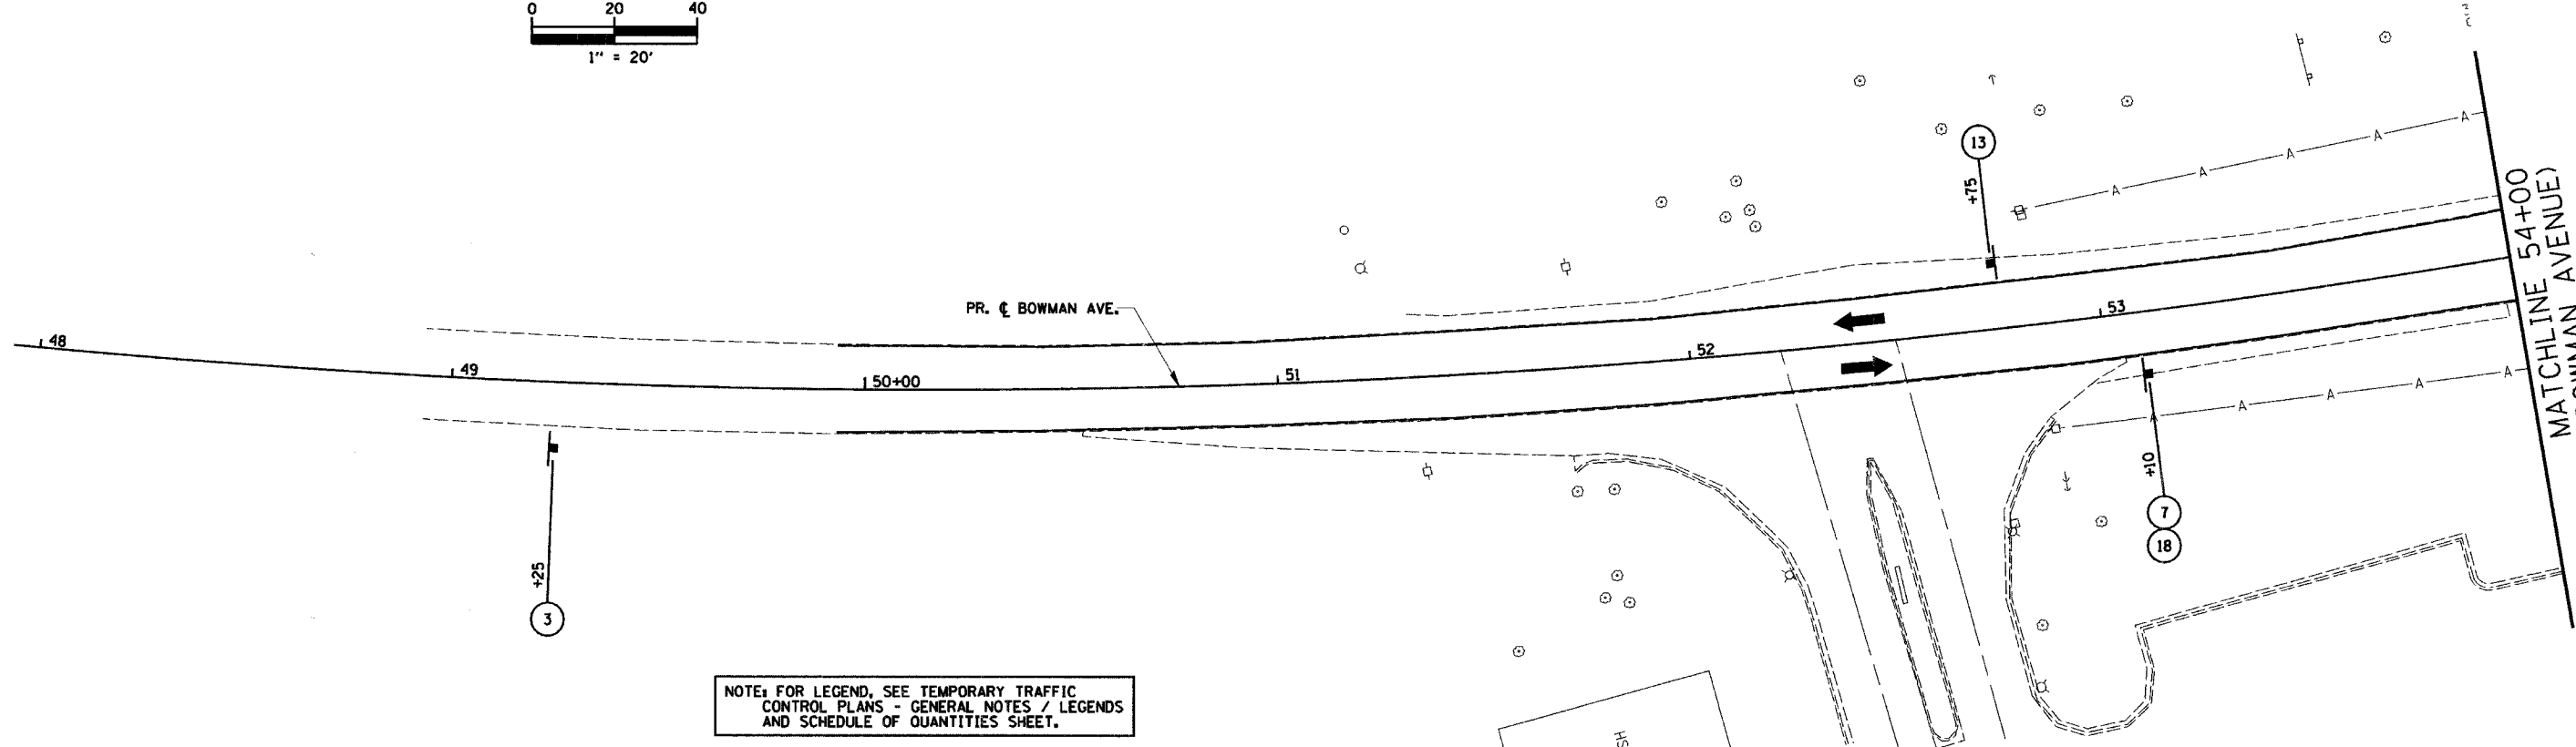 0 20 40
1" = 20'
13
+75
A A A A A
MATCHLINE 54+00
BOWMAN AVENUE)
PR. ℄ BOWMAN AVE.
48
49
50+00
51
52
53
A A A A A
+10
7
18
+25
3
NOTE: FOR LEGEND, SEE TEMPORARY TRAFFIC
CONTROL PLANS - GENERAL NOTES / LEGENDS
AND SCHEDULE OF QUANTITIES SHEET.